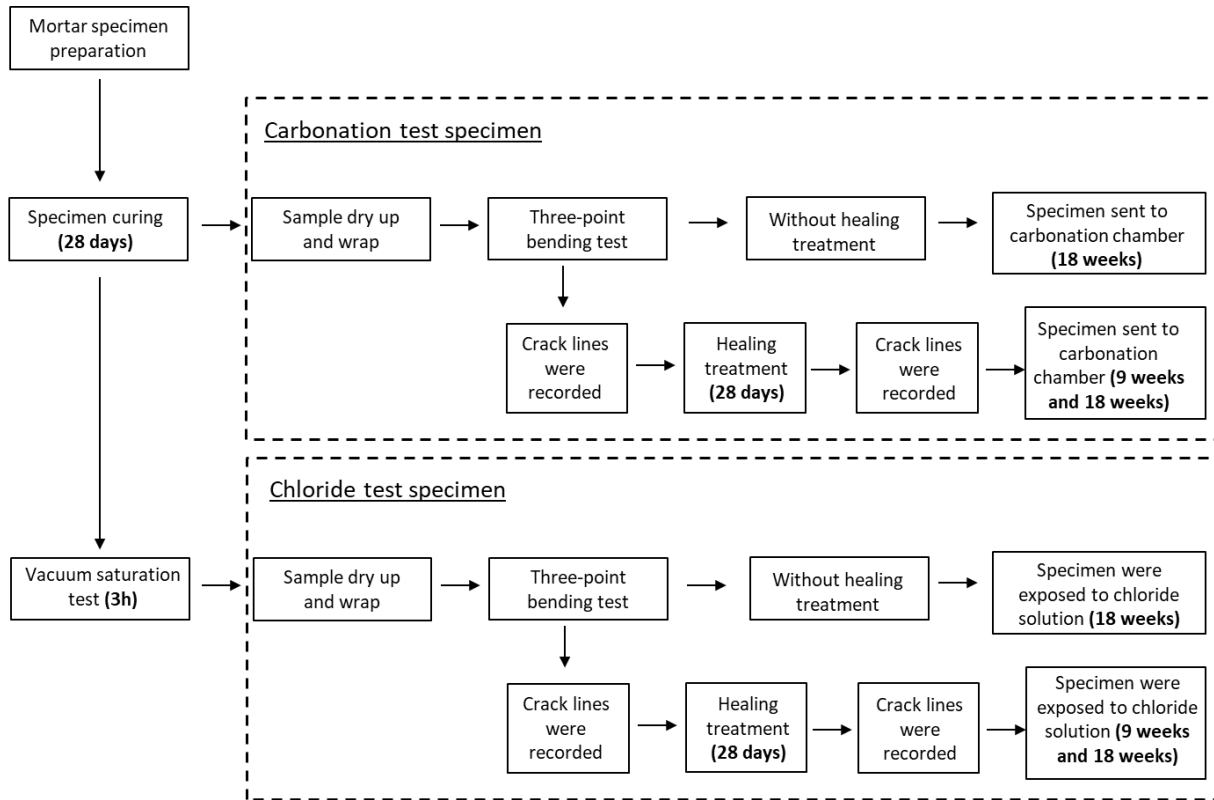 Mortar specimen
preparation
Carbonation test specimen
Specimen curing
(28 days)
Sample dry up
and wrap
Three-point
bending test
Without healing
treatment
Specimen sent to
carbonation chamber
(18 weeks)
Crack lines
were
recorded
Healing
treatment
(28 days)
Crack lines
were
recorded
Specimen sent to
carbonation
chamber (9 weeks
and 18 weeks)
Chloride test specimen
Vacuum saturation
test (3h)
Sample dry up
and wrap
Three-point
bending test
Without healing
treatment
Specimen were
exposed to chloride
solution (18 weeks)
Crack lines
were
recorded
Healing
treatment
(28 days)
Crack lines
were
recorded
Specimen were
exposed to chloride
solution (9 weeks
and 18 weeks)